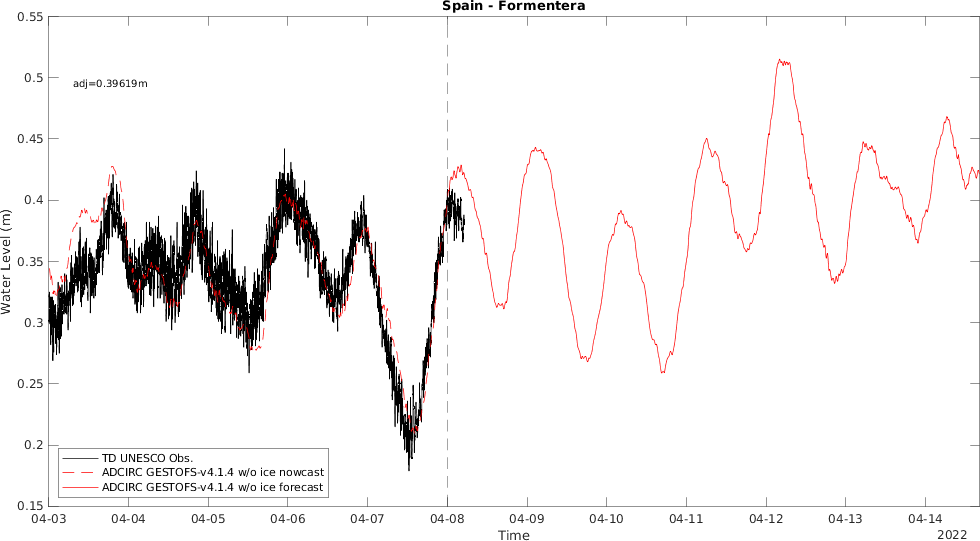 Spain - Formentera
0.55
0.5
0.45
0.4
0.35
0.3
0.25
0.2
0.15
Water Level (m)
adj=0.39619m
TD UNESCO Obs.
ADCIRC GESTOFS-v4.1.4 w/o ice nowcast
ADCIRC GESTOFS-v4.1.4 w/o ice forecast
04-03 04-04 04-05 04-06 04-07 04-08 04-09 04-10 04-11 04-12 04-13 04-14
Time
2022